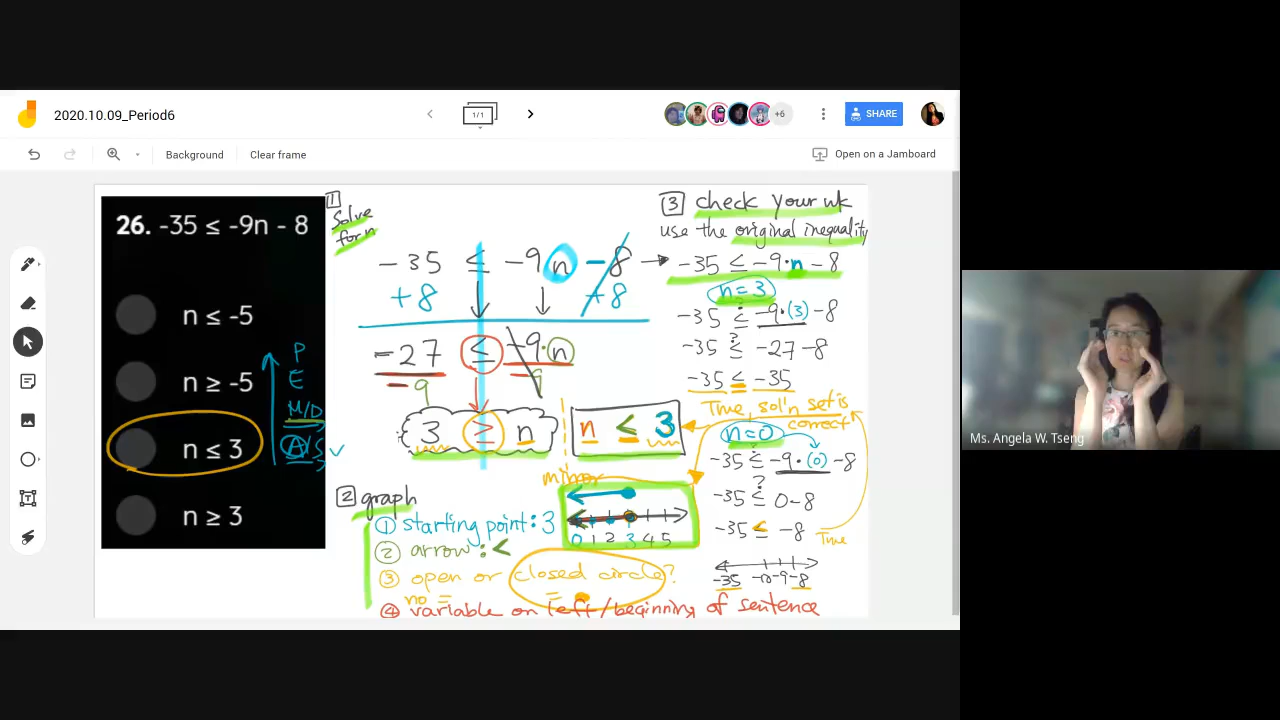 2020.10.09_Period6
1/1
+6
SHARE
Background
Clear frame
Open on a Jamboard
26. -35 ≤ -9n - 8
n ≤ -5
n ≥ -5
n ≤ 3
n ≥ 3
P
E
M/D
A/S
1
Solve
for n
-35 ≤ -9n -8
+8 +8
-27 ≤ -9·n
-9 -9
3 ≥ n
n ≤ 3
mirror
2 graph
① starting point: 3
② arrow: <
③ open or closed circle?
no = = •
④ variable on left/beginning of sentence
0 1 2 3 4 5
3 check your wk
use the original inequality
-35 ≤ -9·n -8
n=3
-35 ≤ -9·(3) -8
?
-35 ≤ -27 -8
-35 ≤ -35
True, sol'n set is
correct
n=0
-35 ≤ -9·(0) -8
?
-35 ≤ 0-8
-35 ≤ -8
True
-35 -10 -9 -8
Ms. Angela W. Tseng